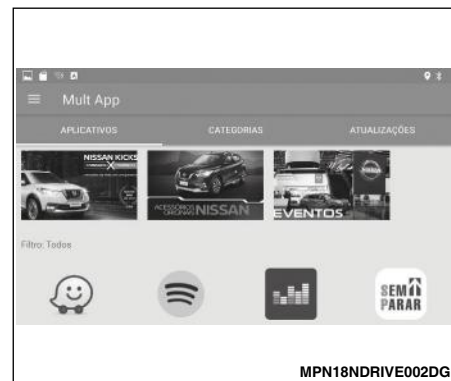 Mult App
APLICATIVOS CATEGORIAS ATUALIZAÇÕES
NISSAN KICKS
ACESSÓRIOS
ORIGINAIS NISSAN
EVENTOS
Filtro: Todos
SEM
PARAR
MPN18NDRIVE002DG